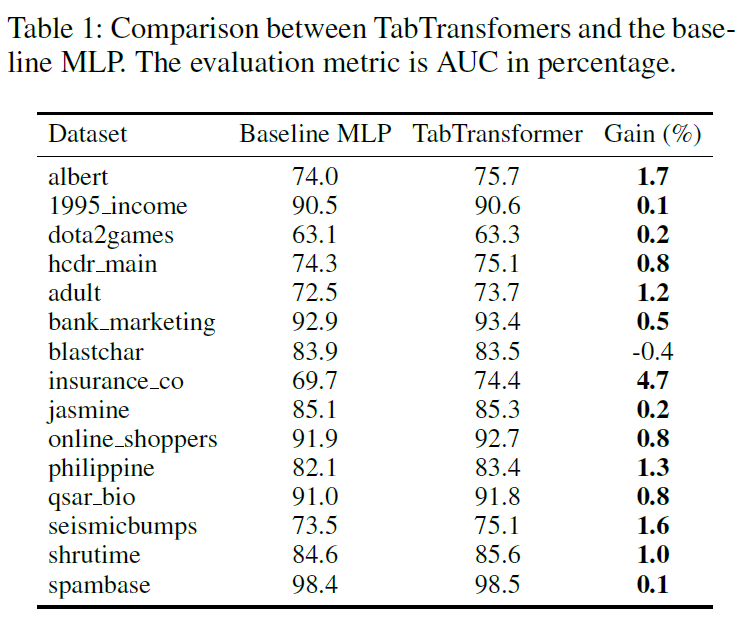 Table 1: Comparison between TabTransfomers and the base-
line MLP. The evaluation metric is AUC in percentage.
Dataset Baseline MLP TabTransformer Gain (%)
albert 74.0 75.7 1.7
1995_income 90.5 90.6 0.1
dota2games 63.1 63.3 0.2
hcdr_main 74.3 75.1 0.8
adult 72.5 73.7 1.2
bank_marketing 92.9 93.4 0.5
blastchar 83.9 83.5 -0.4
insurance_co 69.7 74.4 4.7
jasmine 85.1 85.3 0.2
online_shoppers 91.9 92.7 0.8
philippine 82.1 83.4 1.3
qsar_bio 91.0 91.8 0.8
seismicbumps 73.5 75.1 1.6
shrutime 84.6 85.6 1.0
spambase 98.4 98.5 0.1